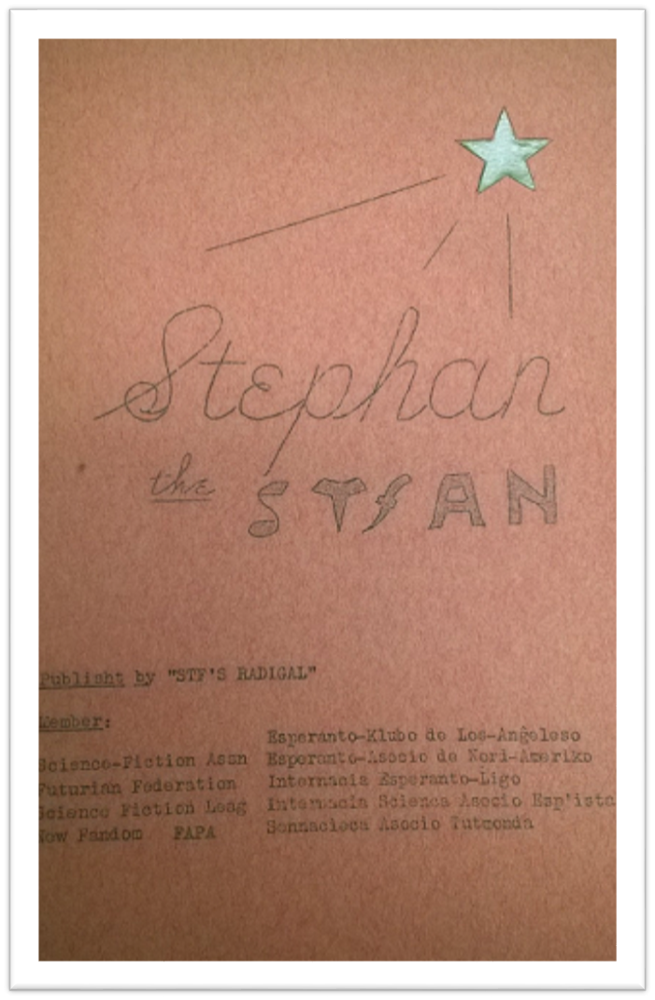 Stephan
the STFAN
Publisht by "STF'S RADICAL"
Member:
Science-Fiction Assn
Futurian Federation
Science Fiction Leag
New Fandom FAPA
Esperanto-Klubo de Los-Anĝeleso
Esperanto-Asocio de Nord-Ameriko
Internacia Esperanto-Ligo
Internacia Scienca Asocio Esp'ista
Sennacieca Asocio Tutmonda